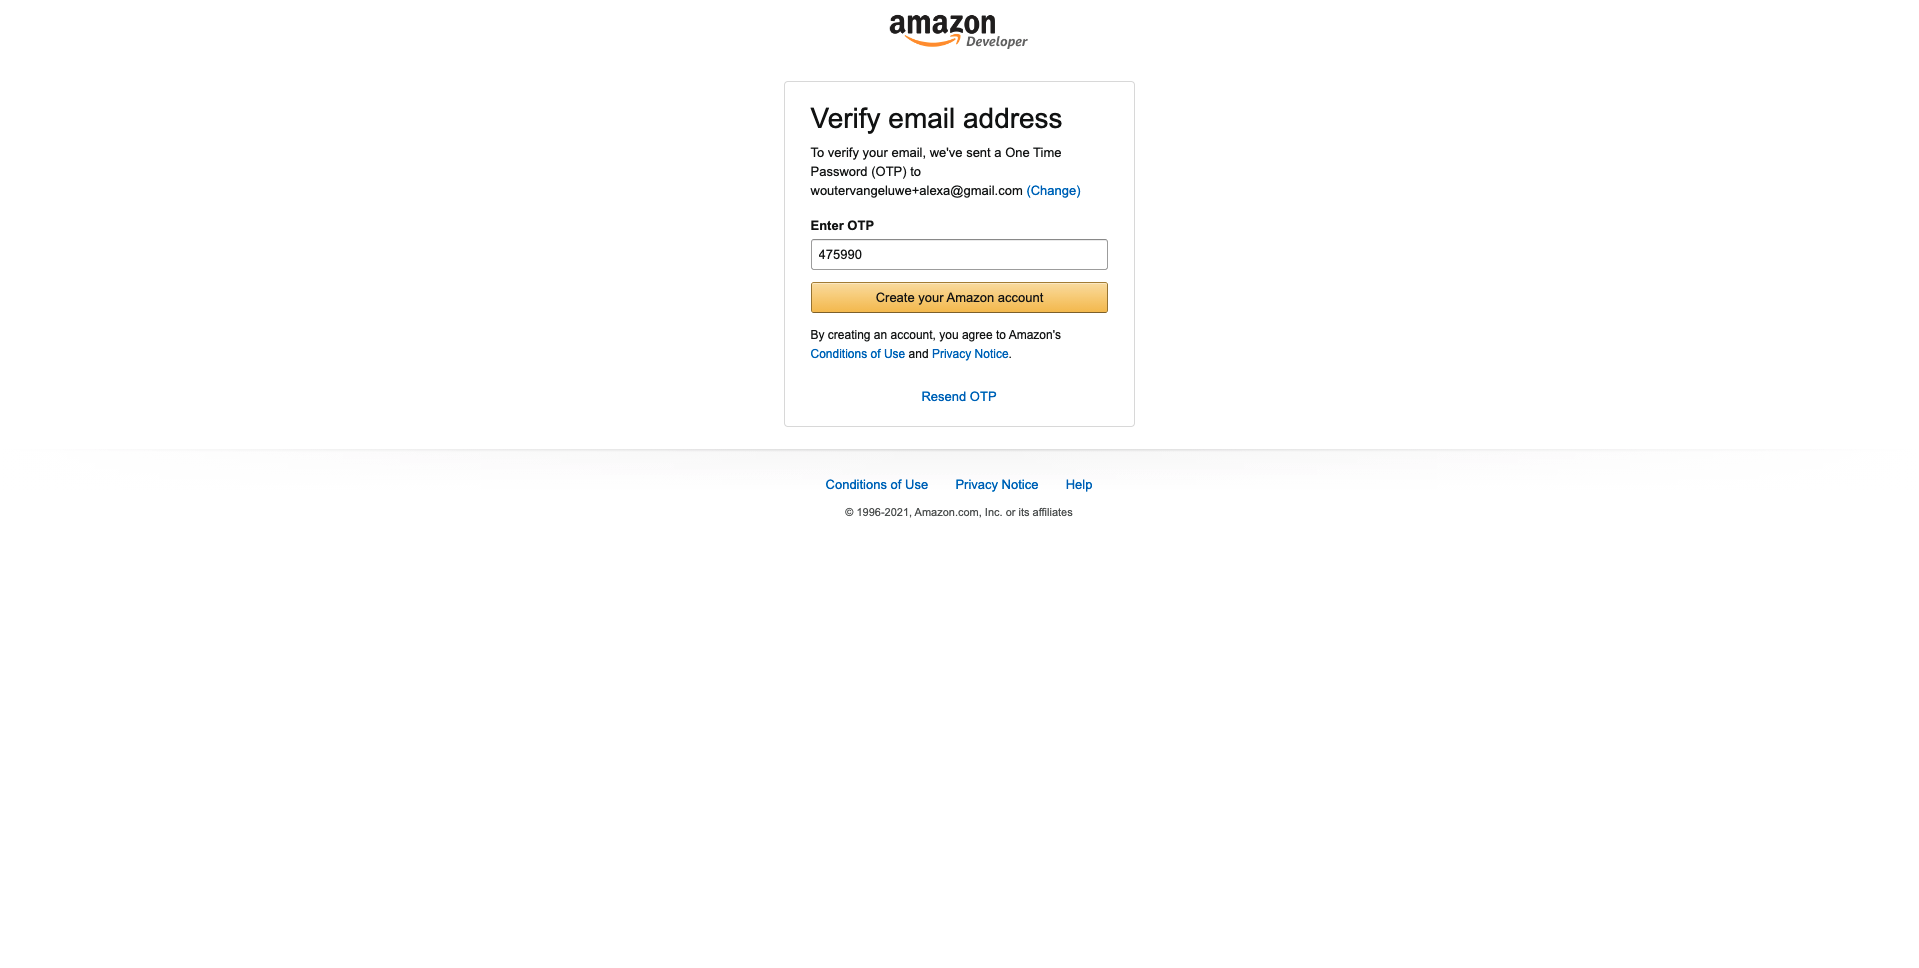 amazon
Developer
Verify email address
To verify your email, we've sent a One Time
Password (OTP) to
woutervangeluwe+alexa@gmail.com (Change)
Enter OTP
475990
Create your Amazon account
By creating an account, you agree to Amazon's
Conditions of Use and Privacy Notice.
Resend OTP
Conditions of Use Privacy Notice Help
© 1996-2021, Amazon.com, Inc. or its affiliates